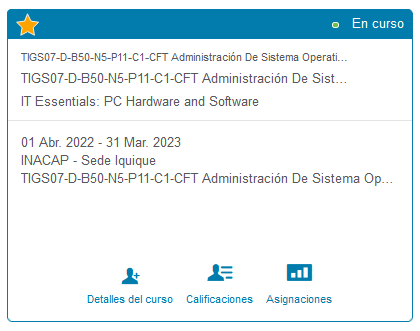 En curso
TIGS07-D-B50-N5-P11-C1-CFT Administración De Sistema Operati...
TIGS07-D-B50-N5-P11-C1-CFT Administración De Sist...
IT Essentials: PC Hardware and Software
01 Abr. 2022 - 31 Mar. 2023
INACAP - Sede Iquique
TIGS07-D-B50-N5-P11-C1-CFT Administración De Sistema Op...
Detalles del curso Calificaciones Asignaciones